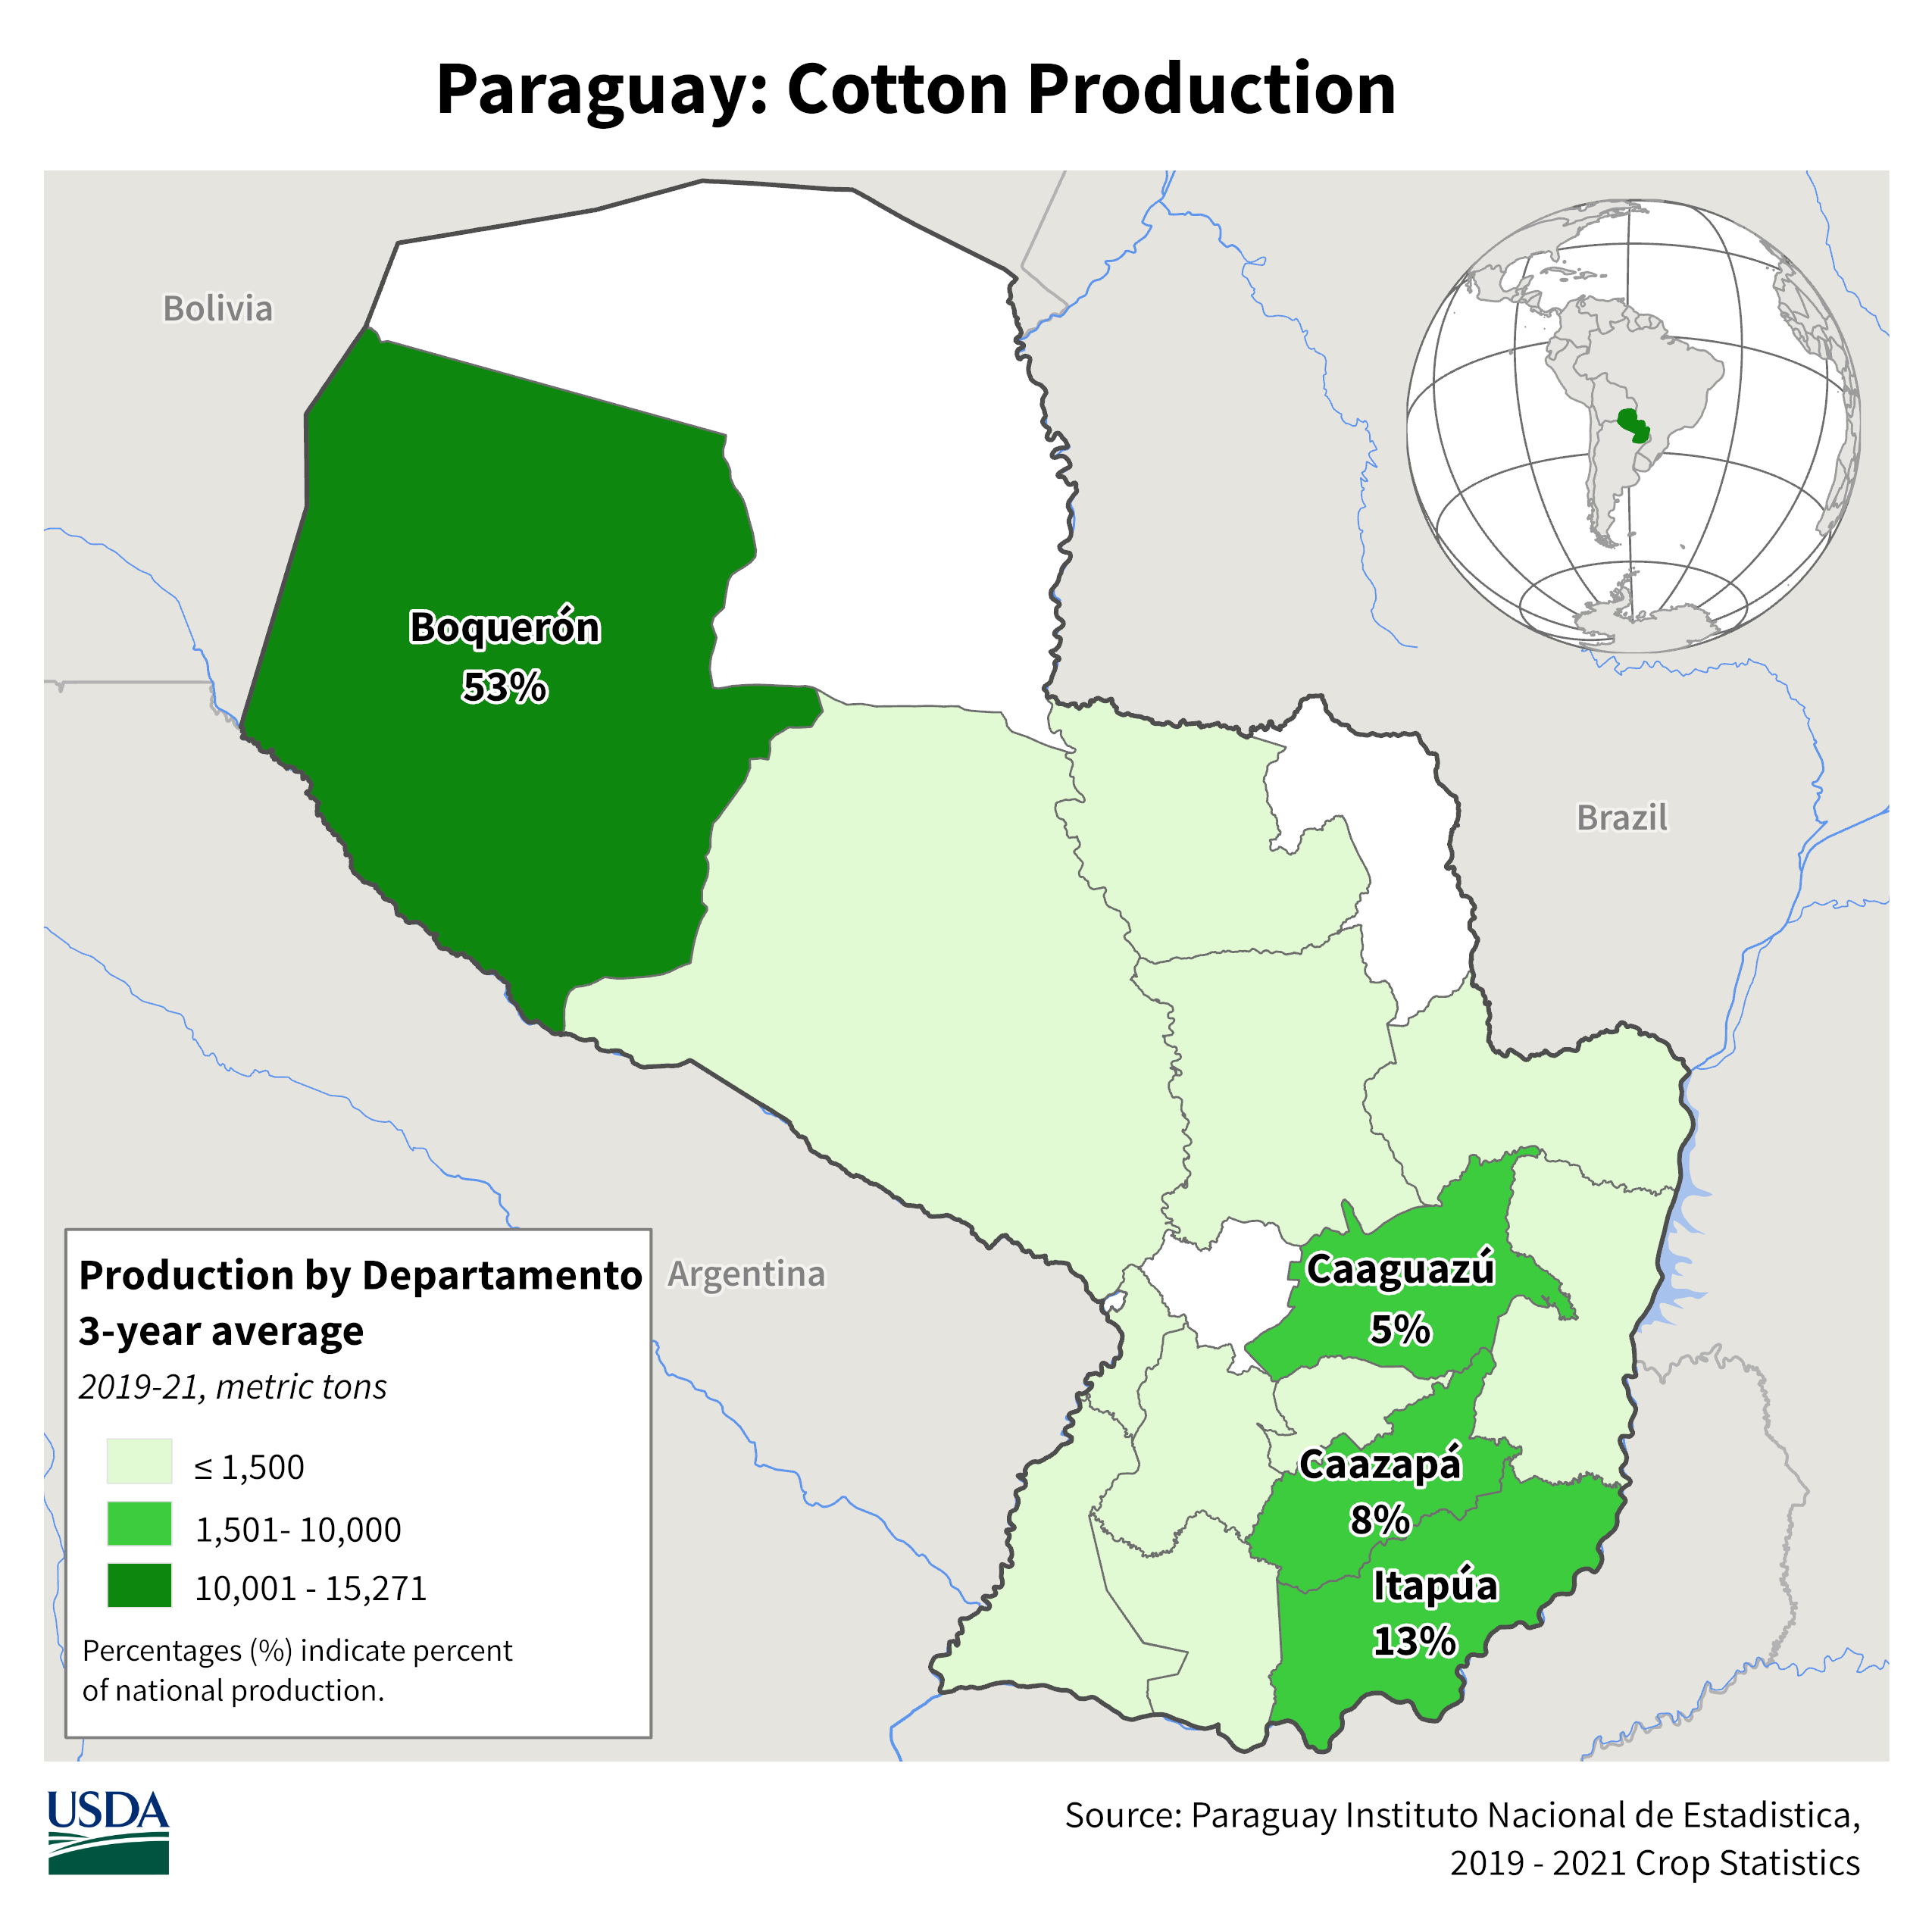 Paraguay: Cotton Production
Bolivia
Boquerón
53%
Brazil
Argentina
Caaguazú
5%
Caazapá
8%
Itapúa
13%
Production by Departamento
3-year average
2019-21, metric tons
≤ 1,500
1,501- 10,000
10,001 - 15,271
Percentages (%) indicate percent
of national production.
USDA
Source: Paraguay Instituto Nacional de Estadistica,
2019 - 2021 Crop Statistics